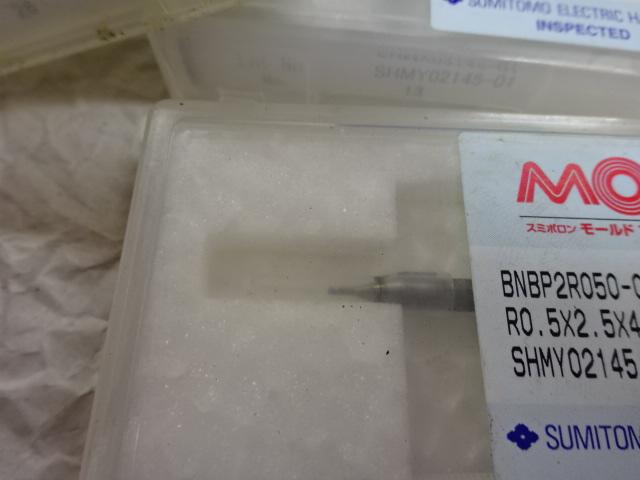 SUMITOMO ELECTRIC H
INSPECTED
SHMY02145-01
13
MO
スミボロン モールド
BNBP2R050-0
R0.5X2.5X4
SHMY02145
SUMITOM